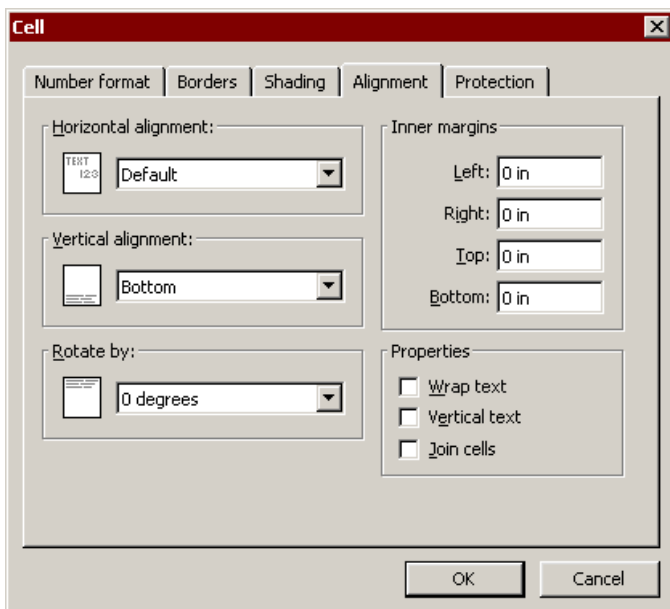 Cell
Number format Borders Shading Alignment Protection
Horizontal alignment:
TEXT
123
Default
Vertical alignment:
Bottom
Rotate by:
0 degrees
Inner margins
Left: 0 in
Right: 0 in
Top: 0 in
Bottom: 0 in
Properties
Wrap text
Vertical text
Join cells
OK Cancel